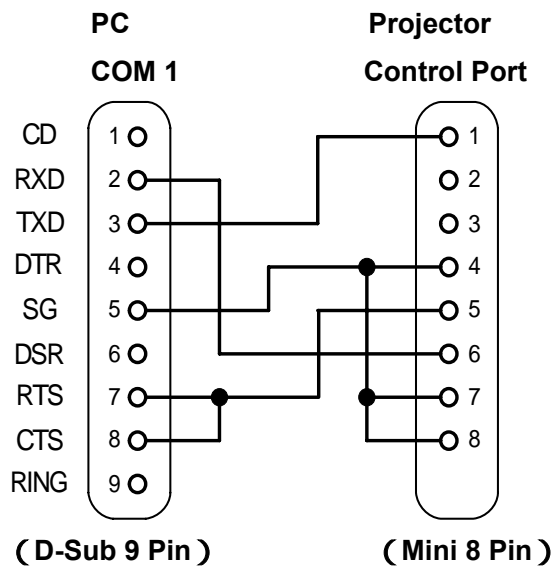 PC Projector
COM 1 Control Port
CD 1 1
RXD 2 2
TXD 3 3
DTR 4 4
SG 5 5
DSR 6 6
RTS 7 7
CTS 8 8
RING 9
( D-Sub 9 Pin ) ( Mini 8 Pin )